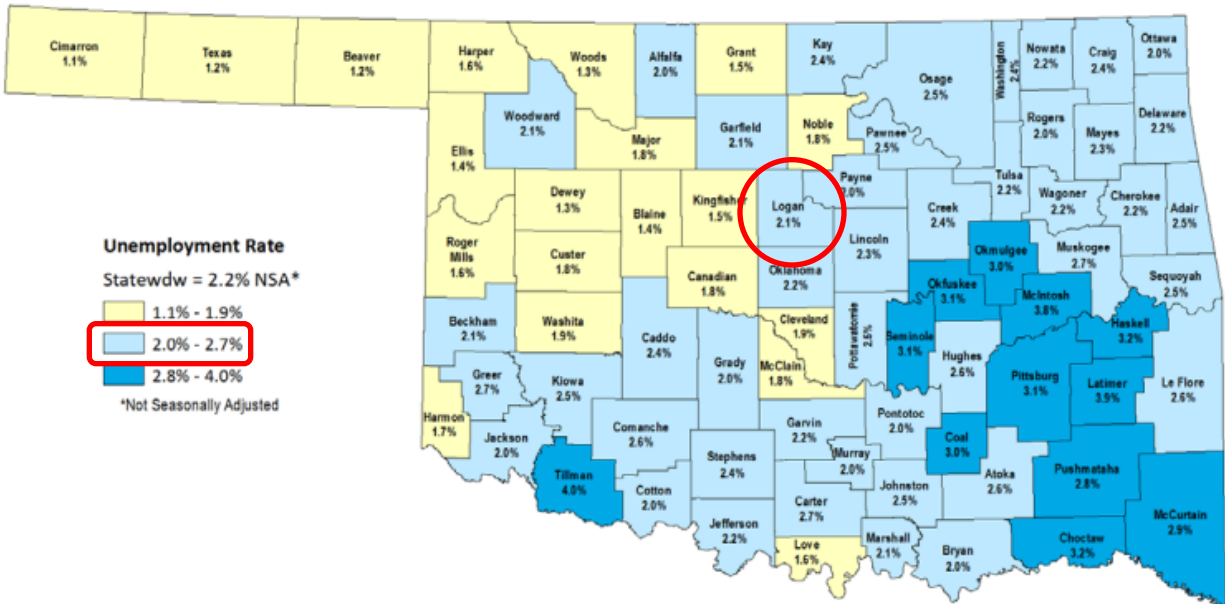 Cimarron
1.1%
Texas
1.2%
Beaver
1.2%
Harper
1.6%
Woods
1.3%
Alfalfa
2.0%
Grant
1.5%
Kay
2.4%
Osage
2.5%
Washington
2.4%
Nowata
2.2%
Craig
2.4%
Ottawa
2.0%
Woodward
2.1%
Ellis
1.4%
Major
1.8%
Garfield
2.1%
Noble
1.8%
Pawnee
2.5%
Rogers
2.0%
Mayes
2.3%
Delaware
2.2%
Dewey
1.3%
Blaine
1.4%
Kingfisher
1.5%
Logan
2.1%
Payne
2.0%
Creek
2.4%
Tulsa
2.2%
Wagoner
2.2%
Cherokee
2.2%
Adair
2.5%
Roger
Mills
1.6%
Custer
1.8%
Canadian
1.8%
Oklahoma
2.2%
Lincoln
2.3%
Okfuskee
3.1%
Okmulgee
3.0%
Muskogee
2.7%
McIntosh
3.8%
Sequoyah
2.5%
Haskell
3.2%
Beckham
2.1%
Washita
1.9%
Caddo
2.4%
Grady
2.0%
Cleveland
1.9%
McClain
1.8%
Pottawatomie
2.5%
Seminole
3.1%
Hughes
2.6%
Pittsburg
3.1%
Latimer
3.9%
Le Flore
2.6%
Greer
2.7%
Kiowa
2.5%
Harmon
1.7%
Jackson
2.0%
Tillman
4.0%
Comanche
2.6%
Cotton
2.0%
Stephens
2.4%
Jefferson
2.2%
Garvin
2.2%
Murray
2.0%
Carter
2.7%
Love
1.6%
Pontotoc
2.0%
Johnston
2.5%
Marshall
2.1%
Coal
3.0%
Atoka
2.6%
Bryan
2.0%
Pushmataha
2.8%
Choctaw
3.2%
McCurtain
2.9%
Unemployment Rate
Statewdw = 2.2% NSA*
1.1% - 1.9%
2.0% - 2.7%
2.8% - 4.0%
*Not Seasonally Adjusted